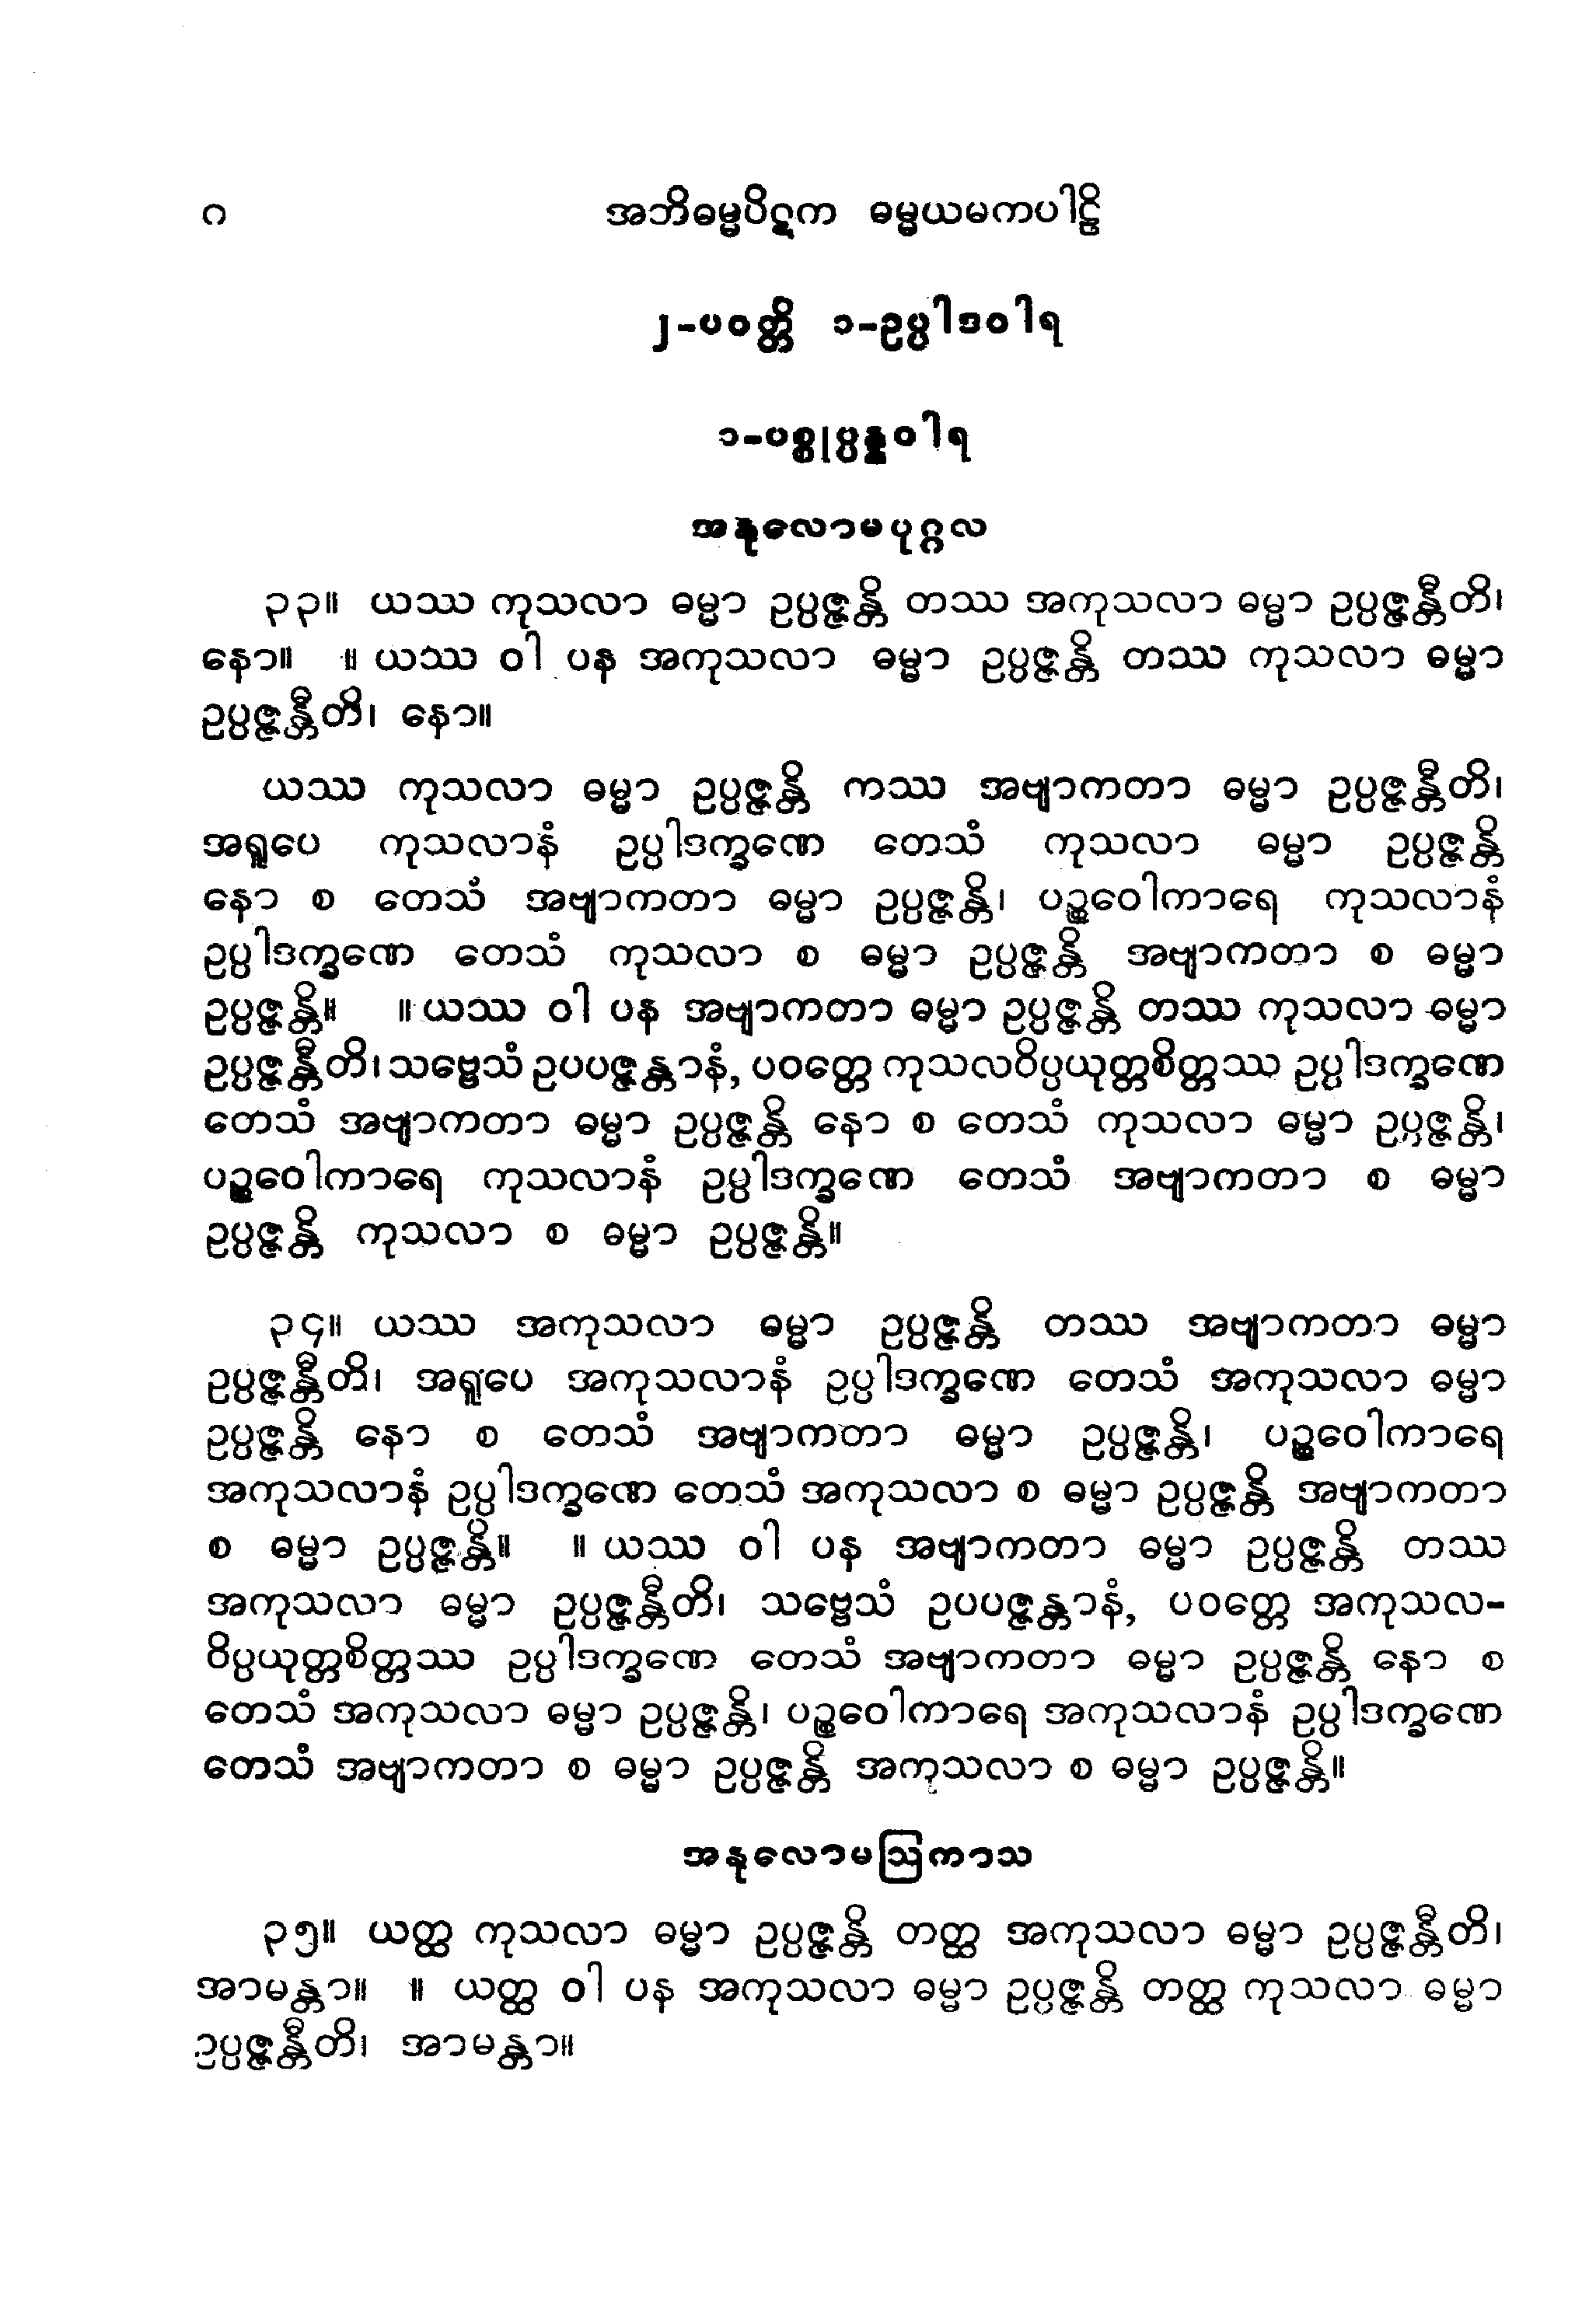 ဂ အဘိဓမ္မပိဋက ဓမ္မယမကပါဠိ
၂-ပဝတ္တိ ၁-ဥပ္ပါဒဝါရ
၁-ပစ္စုပ္ပန္နဝါရ
အနုလောမပုဂ္ဂလ
၃၃။ ယဿ ကုသလာ ဓမ္မာ ဥပ္ပဇ္ဇန္တိ တဿ အကုသလာ ဓမ္မာ ဥပ္ပဇ္ဇန္တီတိ၊
နော။ ။ ယဿ ဝါ ပန အကုသလာ ဓမ္မာ ဥပ္ပဇ္ဇန္တိ တဿ ကုသလာ ဓမ္မာ
ဥပ္ပဇ္ဇန္တီတိ၊ နော။
ယဿ ကုသလာ ဓမ္မာ ဥပ္ပဇ္ဇန္တိ ကဿ အဗျာကတာ ဓမ္မာ ဥပ္ပဇ္ဇန္တီတိ၊
အရူပေ ကုသလာနံ ဥပ္ပါဒက္ခဏေ တေသံ ကုသလာ ဓမ္မာ ဥပ္ပဇ္ဇန္တိ
နော စ တေသံ အဗျာကတာ ဓမ္မာ ဥပ္ပဇ္ဇန္တိ၊ ပဉ္စဝေါကာရေ ကုသလာနံ
ဥပ္ပါဒက္ခဏေ တေသံ ကုသလာ စ ဓမ္မာ ဥပ္ပဇ္ဇန္တိ အဗျာကတာ စ ဓမ္မာ
ဥပ္ပဇ္ဇန္တိ။ ။ ယဿ ဝါ ပန အဗျာကတာ ဓမ္မာ ဥပ္ပဇ္ဇန္တိ တဿ ကုသလာ ဓမ္မာ
ဥပ္ပဇ္ဇန္တီတိ၊ သဗ္ဗေသံ ဥပပဇ္ဇန္တာနံ, ပဝတ္တေ ကုသလဝိပ္ပယုတ္တစိတ္တဿ ဥပ္ပါဒက္ခဏေ
တေသံ အဗျာကတာ ဓမ္မာ ဥပ္ပဇ္ဇန္တိ နော စ တေသံ ကုသလာ ဓမ္မာ ဥပ္ပဇ္ဇန္တိ၊
ပဉ္စဝေါကာရေ ကုသလာနံ ဥပ္ပါဒက္ခဏေ တေသံ အဗျာကတာ စ ဓမ္မာ
ဥပ္ပဇ္ဇန္တိ ကုသလာ စ ဓမ္မာ ဥပ္ပဇ္ဇန္တိ။
၃၄။ ယဿ အကုသလာ ဓမ္မာ ဥပ္ပဇ္ဇန္တိ တဿ အဗျာကတာ ဓမ္မာ
ဥပ္ပဇ္ဇန္တီတိ၊ အရူပေ အကုသလာနံ ဥပ္ပါဒက္ခဏေ တေသံ အကုသလာ ဓမ္မာ
ဥပ္ပဇ္ဇန္တိ နော စ တေသံ အဗျာကတာ ဓမ္မာ ဥပ္ပဇ္ဇန္တိ၊ ပဉ္စဝေါကာရေ
အကုသလာနံ ဥပ္ပါဒက္ခဏေ တေသံ အကုသလာ စ ဓမ္မာ ဥပ္ပဇ္ဇန္တိ အဗျာကတာ
စ ဓမ္မာ ဥပ္ပဇ္ဇန္တိ။ ။ ယဿ ဝါ ပန အဗျာကတာ ဓမ္မာ ဥပ္ပဇ္ဇန္တိ တဿ
အကုသလာ ဓမ္မာ ဥပ္ပဇ္ဇန္တီတိ၊ သဗ္ဗေသံ ဥပပဇ္ဇန္တာနံ, ပဝတ္တေ အကုသလ-
ဝိပ္ပယုတ္တစိတ္တဿ ဥပ္ပါဒက္ခဏေ တေသံ အဗျာကတာ ဓမ္မာ ဥပ္ပဇ္ဇန္တိ နော စ
တေသံ အကုသလာ ဓမ္မာ ဥပ္ပဇ္ဇန္တိ၊ ပဉ္စဝေါကာရေ အကုသလာနံ ဥပ္ပါဒက္ခဏေ
တေသံ အဗျာကတာ စ ဓမ္မာ ဥပ္ပဇ္ဇန္တိ အကုသလာ စ ဓမ္မာ ဥပ္ပဇ္ဇန္တိ။
အနုလောမဩကာသ
၃၅။ ယတ္ထ ကုသလာ ဓမ္မာ ဥပ္ပဇ္ဇန္တိ တတ္ထ အကုသလာ ဓမ္မာ ဥပ္ပဇ္ဇန္တီတိ၊
အာမန္တာ။ ။ ယတ္ထ ဝါ ပန အကုသလာ ဓမ္မာ ဥပ္ပဇ္ဇန္တိ တတ္ထ ကုသလာ ဓမ္မာ
ဥပ္ပဇ္ဇန္တီတိ၊ အာမန္တာ။